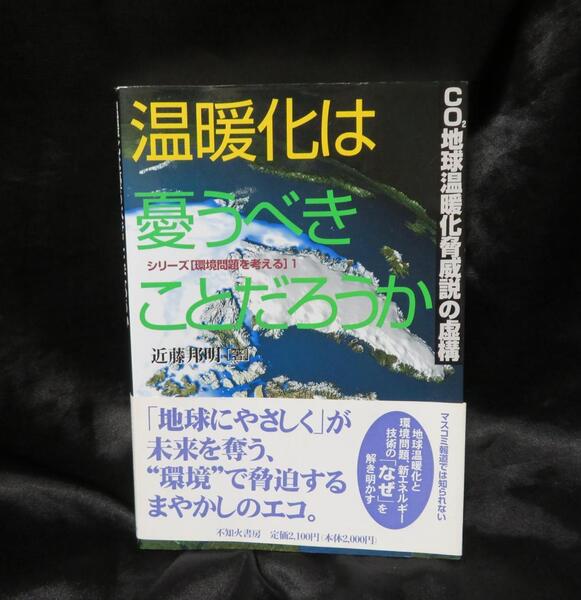 温暖化は
憂うべき
シリーズ［環境問題を考える］1
ことだろうか
CO₂地球温暖化脅威説の虚構
近藤邦明［著］
「地球にやさしく」が
未来を奪う、
“環境”で脅迫する
まやかしのエコ。
マスコミ報道では知られない
地球温暖化と
環境問題、新エネルギー
技術の「なぜ」を
解き明かす
不知火書房 定価2,100円（本体2,000円）